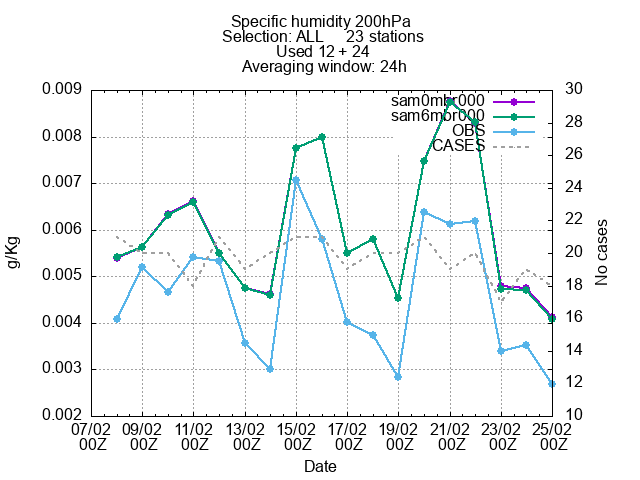 Specific humidity 200hPa
Selection: ALL 23 stations
Used 12 + 24
Averaging window: 24h
sam0mbr000
sam6mbr000
OBS
CASES
g/Kg
0.009
0.008
0.007
0.006
0.005
0.004
0.003
0.002
30
28
26
24
22
20
18
16
14
12
10
No cases
07/02 09/02 11/02 13/02 15/02 17/02 19/02 21/02 23/02 25/02
00Z 00Z 00Z 00Z 00Z 00Z 00Z 00Z 00Z 00Z
Date